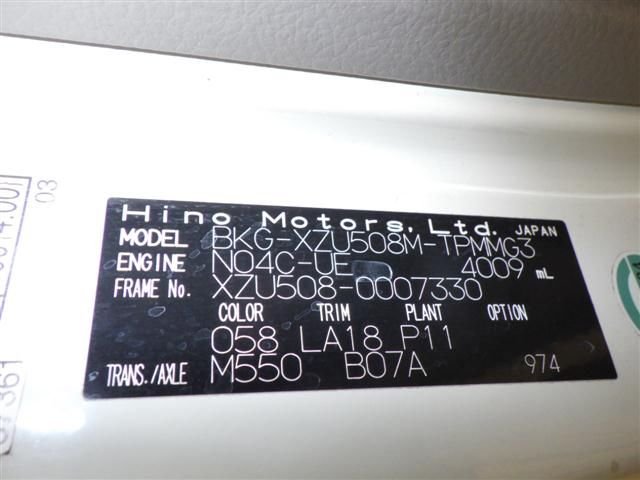 Hino Motors, Ltd. JAPAN
MODEL BKG-XZU508M-TPMMG3
ENGINE N04C-UE 4009 mL
FRAME No. XZU508-0007330
COLOR TRIM PLANT OPTION
058 LA18 P11
TRANS./AXLE M550 B07A 974
03